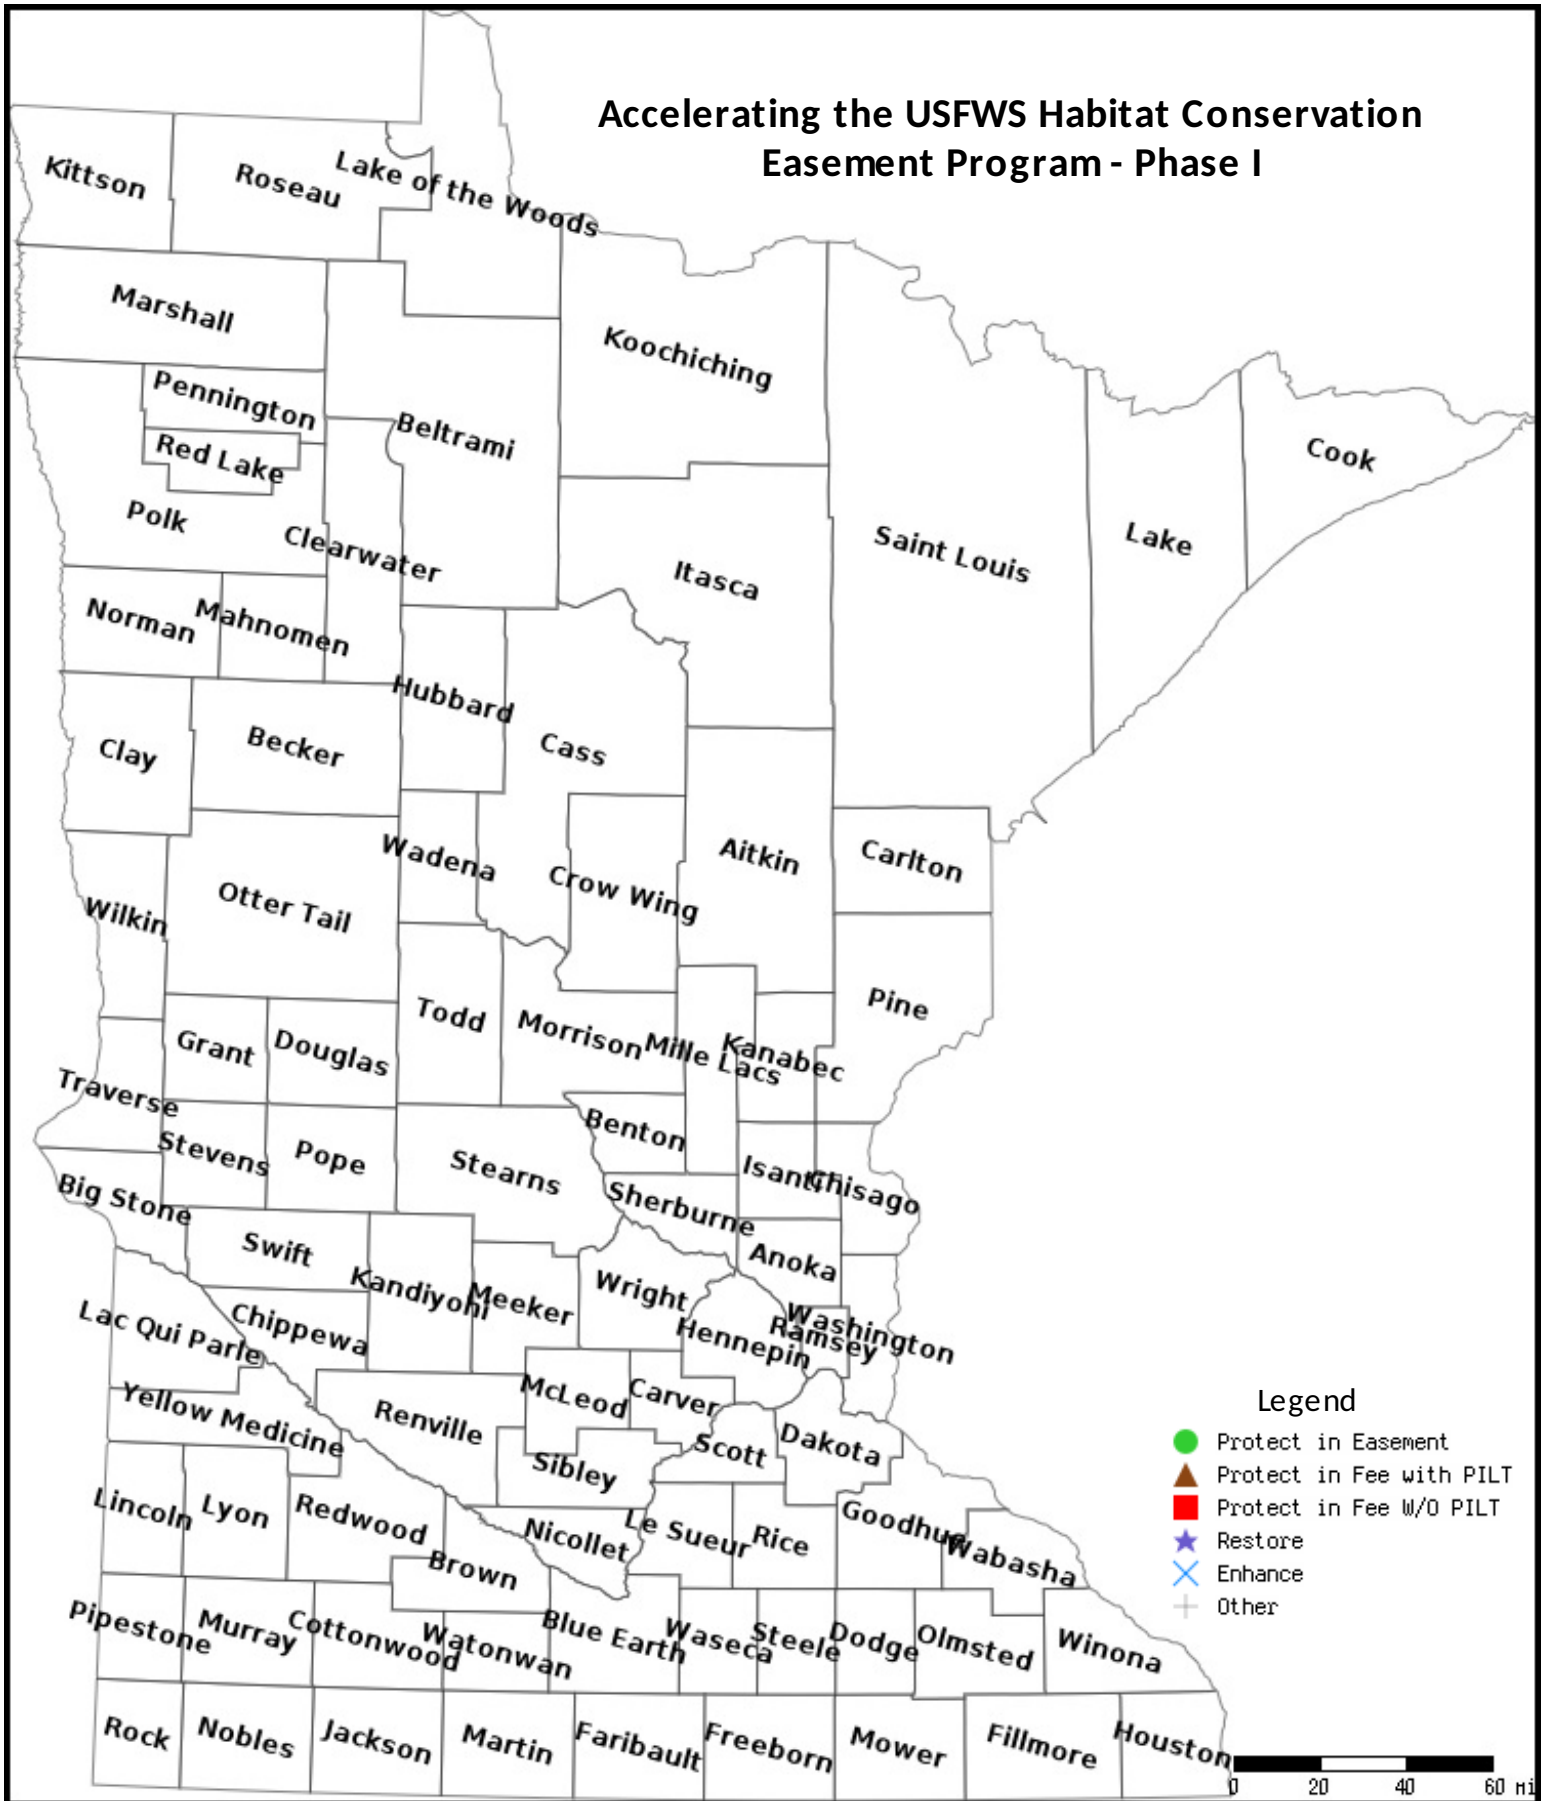 Accelerating the USFWS Habitat Conservation
Easement Program - Phase I
Kittson
Roseau
Lake of the Woods
Marshall
Koochiching
Pennington
Beltrami
Red Lake
Cook
Polk
Clearwater
Saint Louis
Lake
Itasca
Norman
Mahnomen
Hubbard
Clay
Becker
Cass
Wadena
Aitkin
Carlton
Otter Tail
Crow Wing
Wilkin
Todd
Pine
Grant
Douglas
Morrison
Mille Lacs
Kanabec
Traverse
Stevens
Pope
Stearns
Benton
Isanti
Chisago
Big Stone
Sherburne
Swift
Anoka
Kandiyohi
Meeker
Wright
Lac Qui Parle
Chippewa
Hennepin
Ramsey
Washington
Yellow Medicine
Renville
McLeod
Carver
Scott
Dakota
Sibley
Lincoln
Lyon
Redwood
Nicollet
Le Sueur
Rice
Goodhue
Wabasha
Brown
Pipestone
Murray
Cottonwood
Watonwan
Blue Earth
Waseca
Steele
Dodge
Olmsted
Winona
Rock
Nobles
Jackson
Martin
Faribault
Freeborn
Mower
Fillmore
Houston
Legend
Protect in Easement
Protect in Fee with PILT
Protect in Fee W/O PILT
Restore
Enhance
Other
0 20 40 60 mi